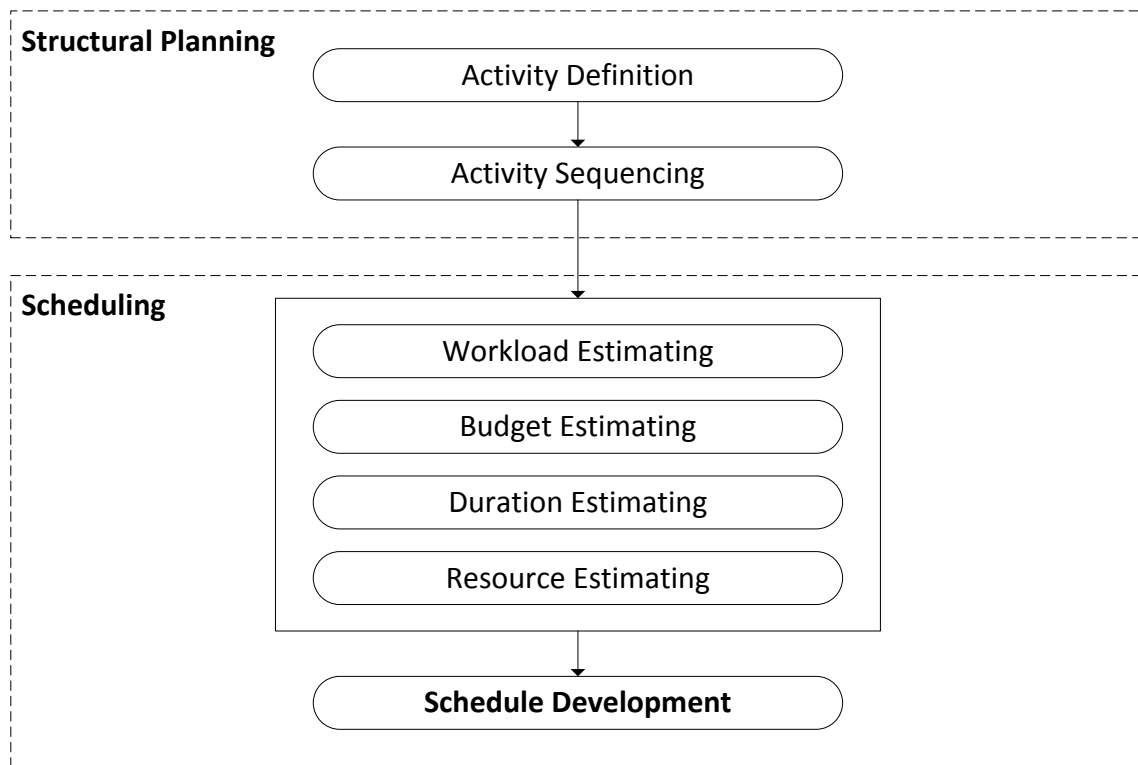 Structural Planning
Activity Definition
Activity Sequencing
Scheduling
Workload Estimating
Budget Estimating
Duration Estimating
Resource Estimating
Schedule Development